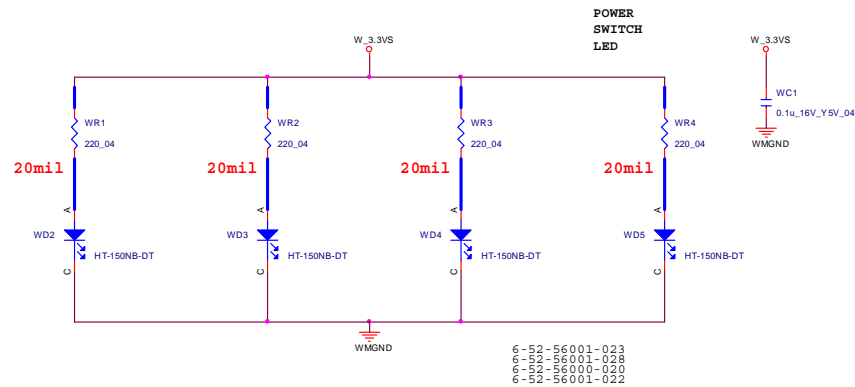 POWER
SWITCH
LED
W_3.3VS
W_3.3VS
WR1
220_04
WR2
220_04
WR3
220_04
WR4
220_04
WC1
0.1u_16V_Y5V_04
WMGND
20mil
20mil
20mil
20mil
A
A
A
A
WD2
HT-150NB-DT
WD3
HT-150NB-DT
WD4
HT-150NB-DT
WD5
HT-150NB-DT
C
C
C
C
WMGND
6-52-56001-023
6-52-56001-028
6-52-56000-020
6-52-56001-022